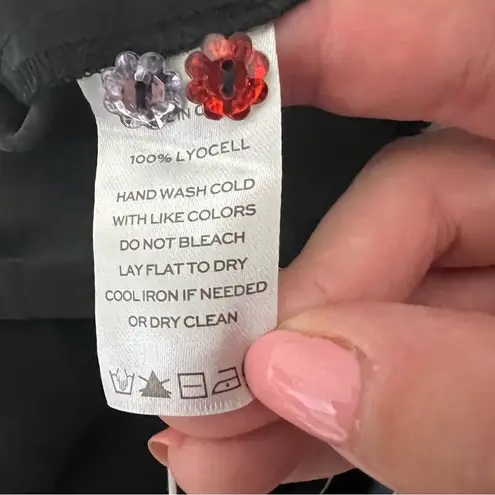 IN C
100% LYOCELL
HAND WASH COLD
WITH LIKE COLORS
DO NOT BLEACH
LAY FLAT TO DRY
COOL IRON IF NEEDED
OR DRY CLEAN